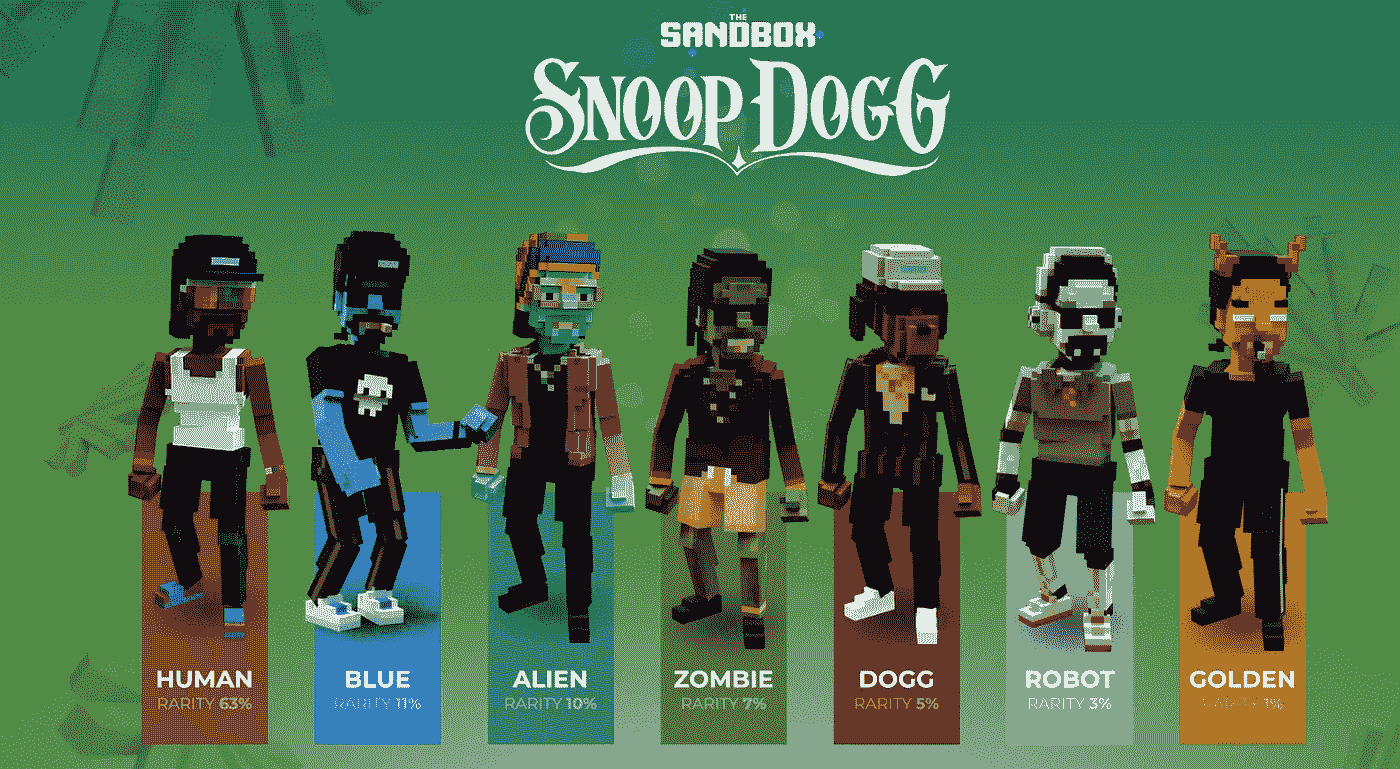 THE
SANDBOX
SNOOP DOGG
HUMAN
RARITY 63%
BLUE
RARITY 11%
ALIEN
RARITY 10%
ZOMBIE
RARITY 7%
DOGG
RARITY 5%
ROBOT
RARITY 3%
GOLDEN
RARITY 1%